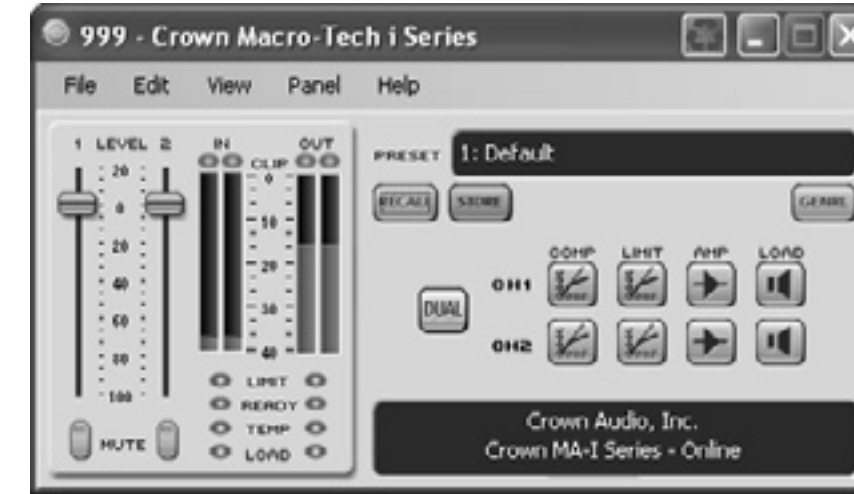 999 - Crown Macro-Tech i Series
File Edit View Panel Help
1 LEVEL 2
IN OUT
CLIP
20
0
20
40
60
80
100
0
10
20
30
40
LIMIT
READY
TEMP
LOAD
MUTE
PRESET 1: Default
RECALL STORE GENRE
COMP LIMIT AMP LOAD
CH1
DUAL
CH2
Crown Audio, Inc.
Crown MA-I Series - Online